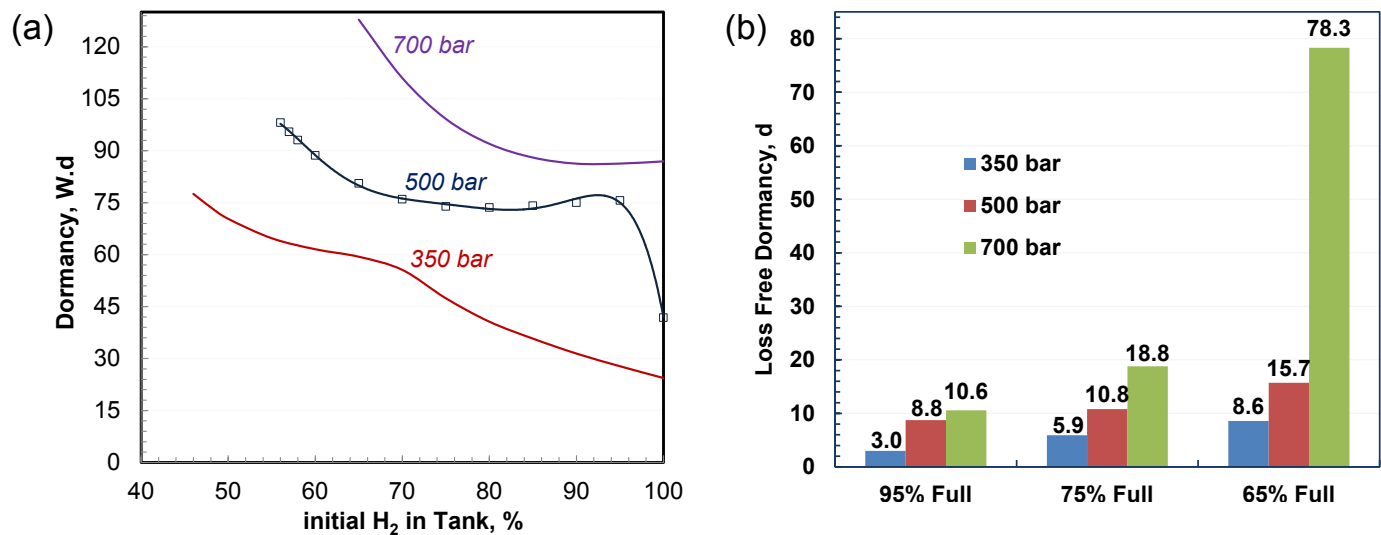 (a)
Dormancy, W.d
120
105
90
75
60
45
30
15
0
700 bar
500 bar
350 bar
40 50 60 70 80 90 100
initial H₂ in Tank, %
(b)
Loss Free Dormancy, d
80
70
60
50
40
30
20
10
0
350 bar
500 bar
700 bar
3.0 8.8 10.6
5.9 10.8 18.8
8.6 15.7 78.3
95% Full 75% Full 65% Full